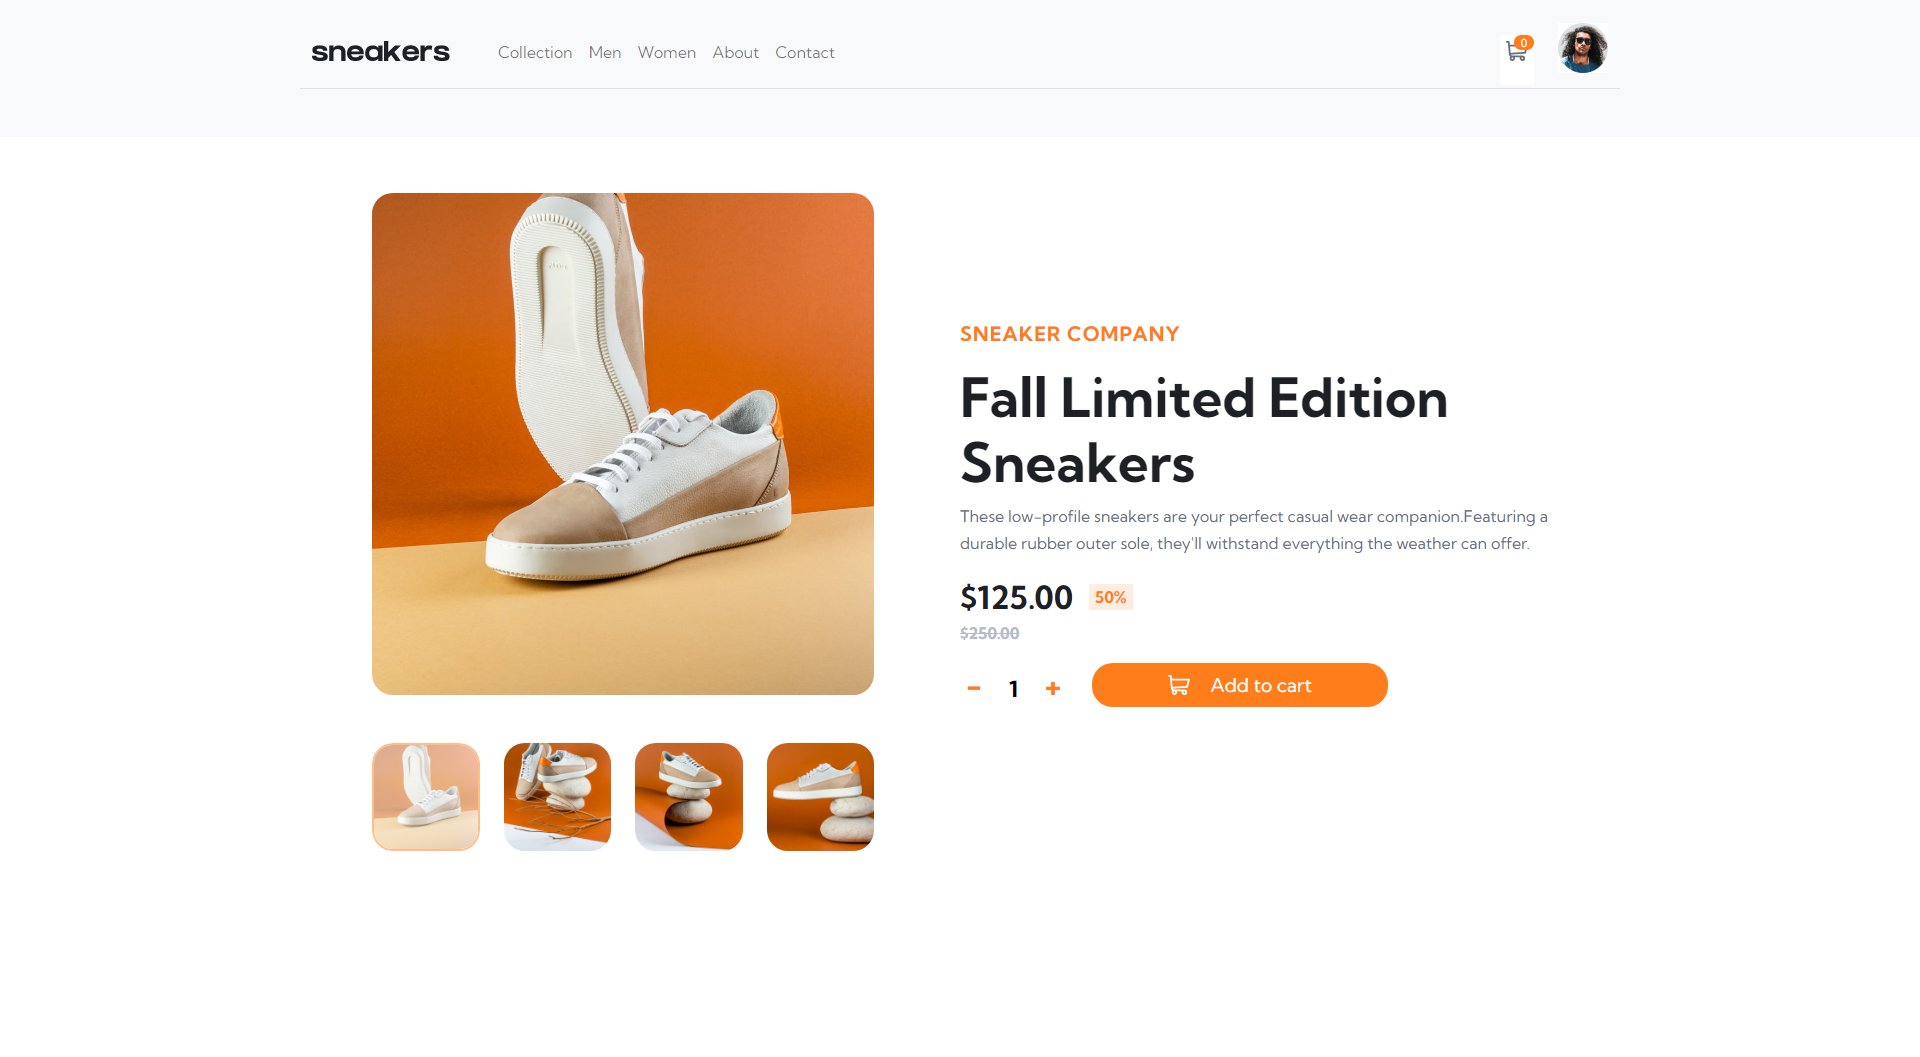 sneakers Collection Men Women About Contact 0
SNEAKER COMPANY
Fall Limited Edition
Sneakers
These low-profile sneakers are your perfect casual wear companion.Featuring a
durable rubber outer sole, they'll withstand everything the weather can offer.
$125.00 50%
$250.00
- 1 + Add to cart